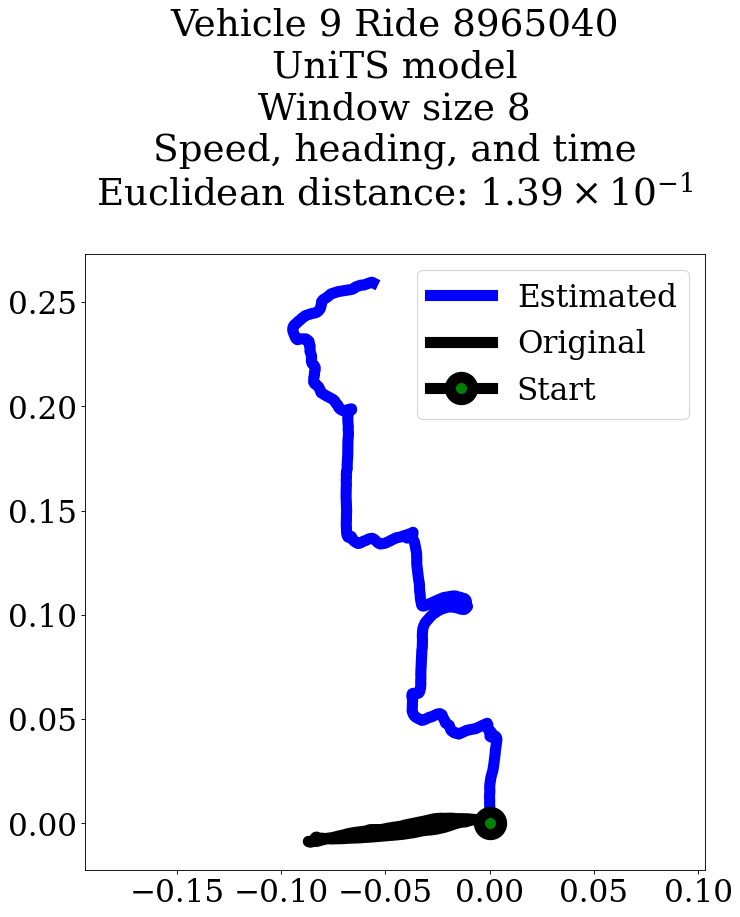 Vehicle 9 Ride 8965040
UniTS model
Window size 8
Speed, heading, and time
Euclidean distance: 1.39 × 10⁻¹
Estimated
Original
Start
0.25
0.20
0.15
0.10
0.05
0.00
−0.15 −0.10 −0.05 0.00 0.05 0.10